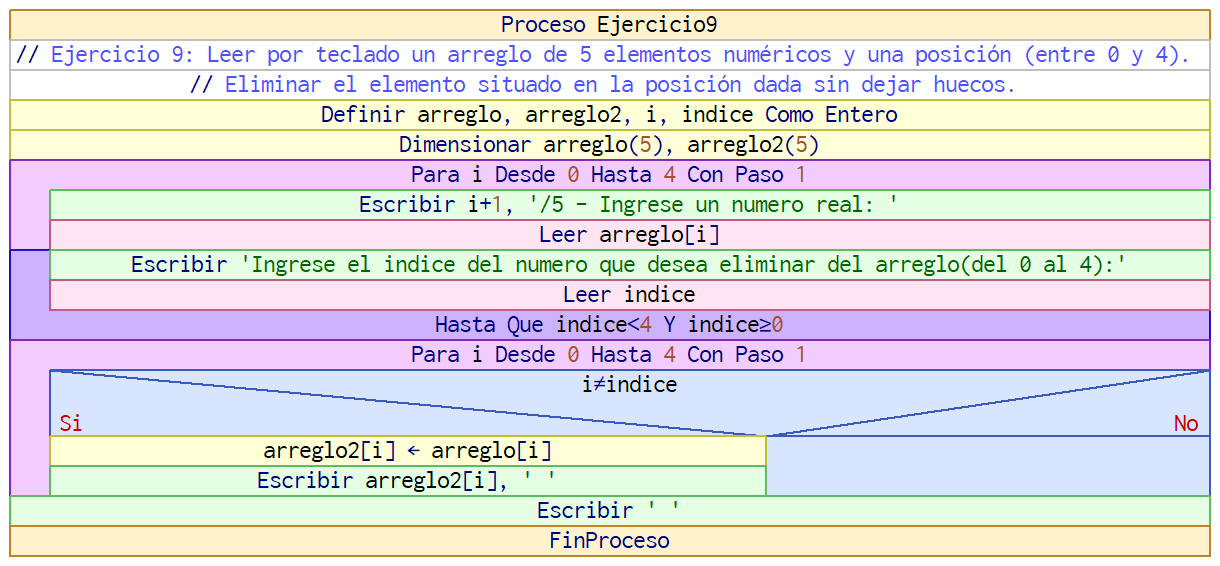 Proceso Ejercicio9
// Ejercicio 9: Leer por teclado un arreglo de 5 elementos numéricos y una posición (entre 0 y 4).
// Eliminar el elemento situado en la posición dada sin dejar huecos.
Definir arreglo, arreglo2, i, indice Como Entero
Dimensionar arreglo(5), arreglo2(5)
Para i Desde 0 Hasta 4 Con Paso 1
Escribir i+1, '/5 - Ingrese un numero real: '
Leer arreglo[i]
Escribir 'Ingrese el indice del numero que desea eliminar del arreglo(del 0 al 4):'
Leer indice
Hasta Que indice<4 Y indice≥0
Para i Desde 0 Hasta 4 Con Paso 1
i≠indice
Si No
arreglo2[i] ← arreglo[i]
Escribir arreglo2[i], ' '
Escribir ' '
FinProceso